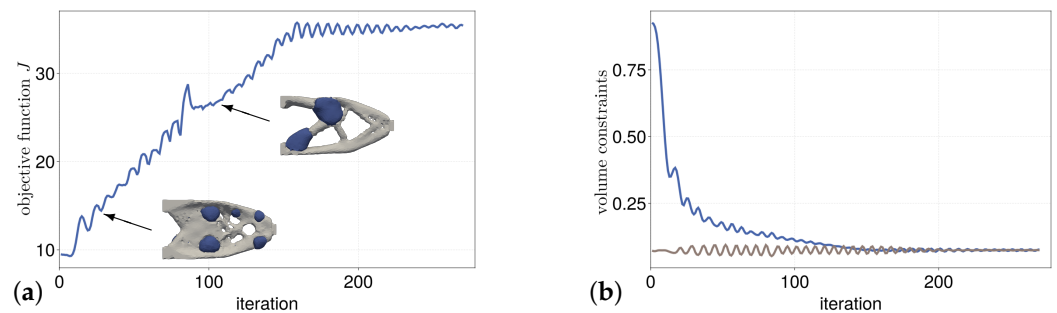 objective function J
30
20
10
0
100
200
iteration
(a)
volume constraints
0.75
0.50
0.25
0
100
200
iteration
(b)